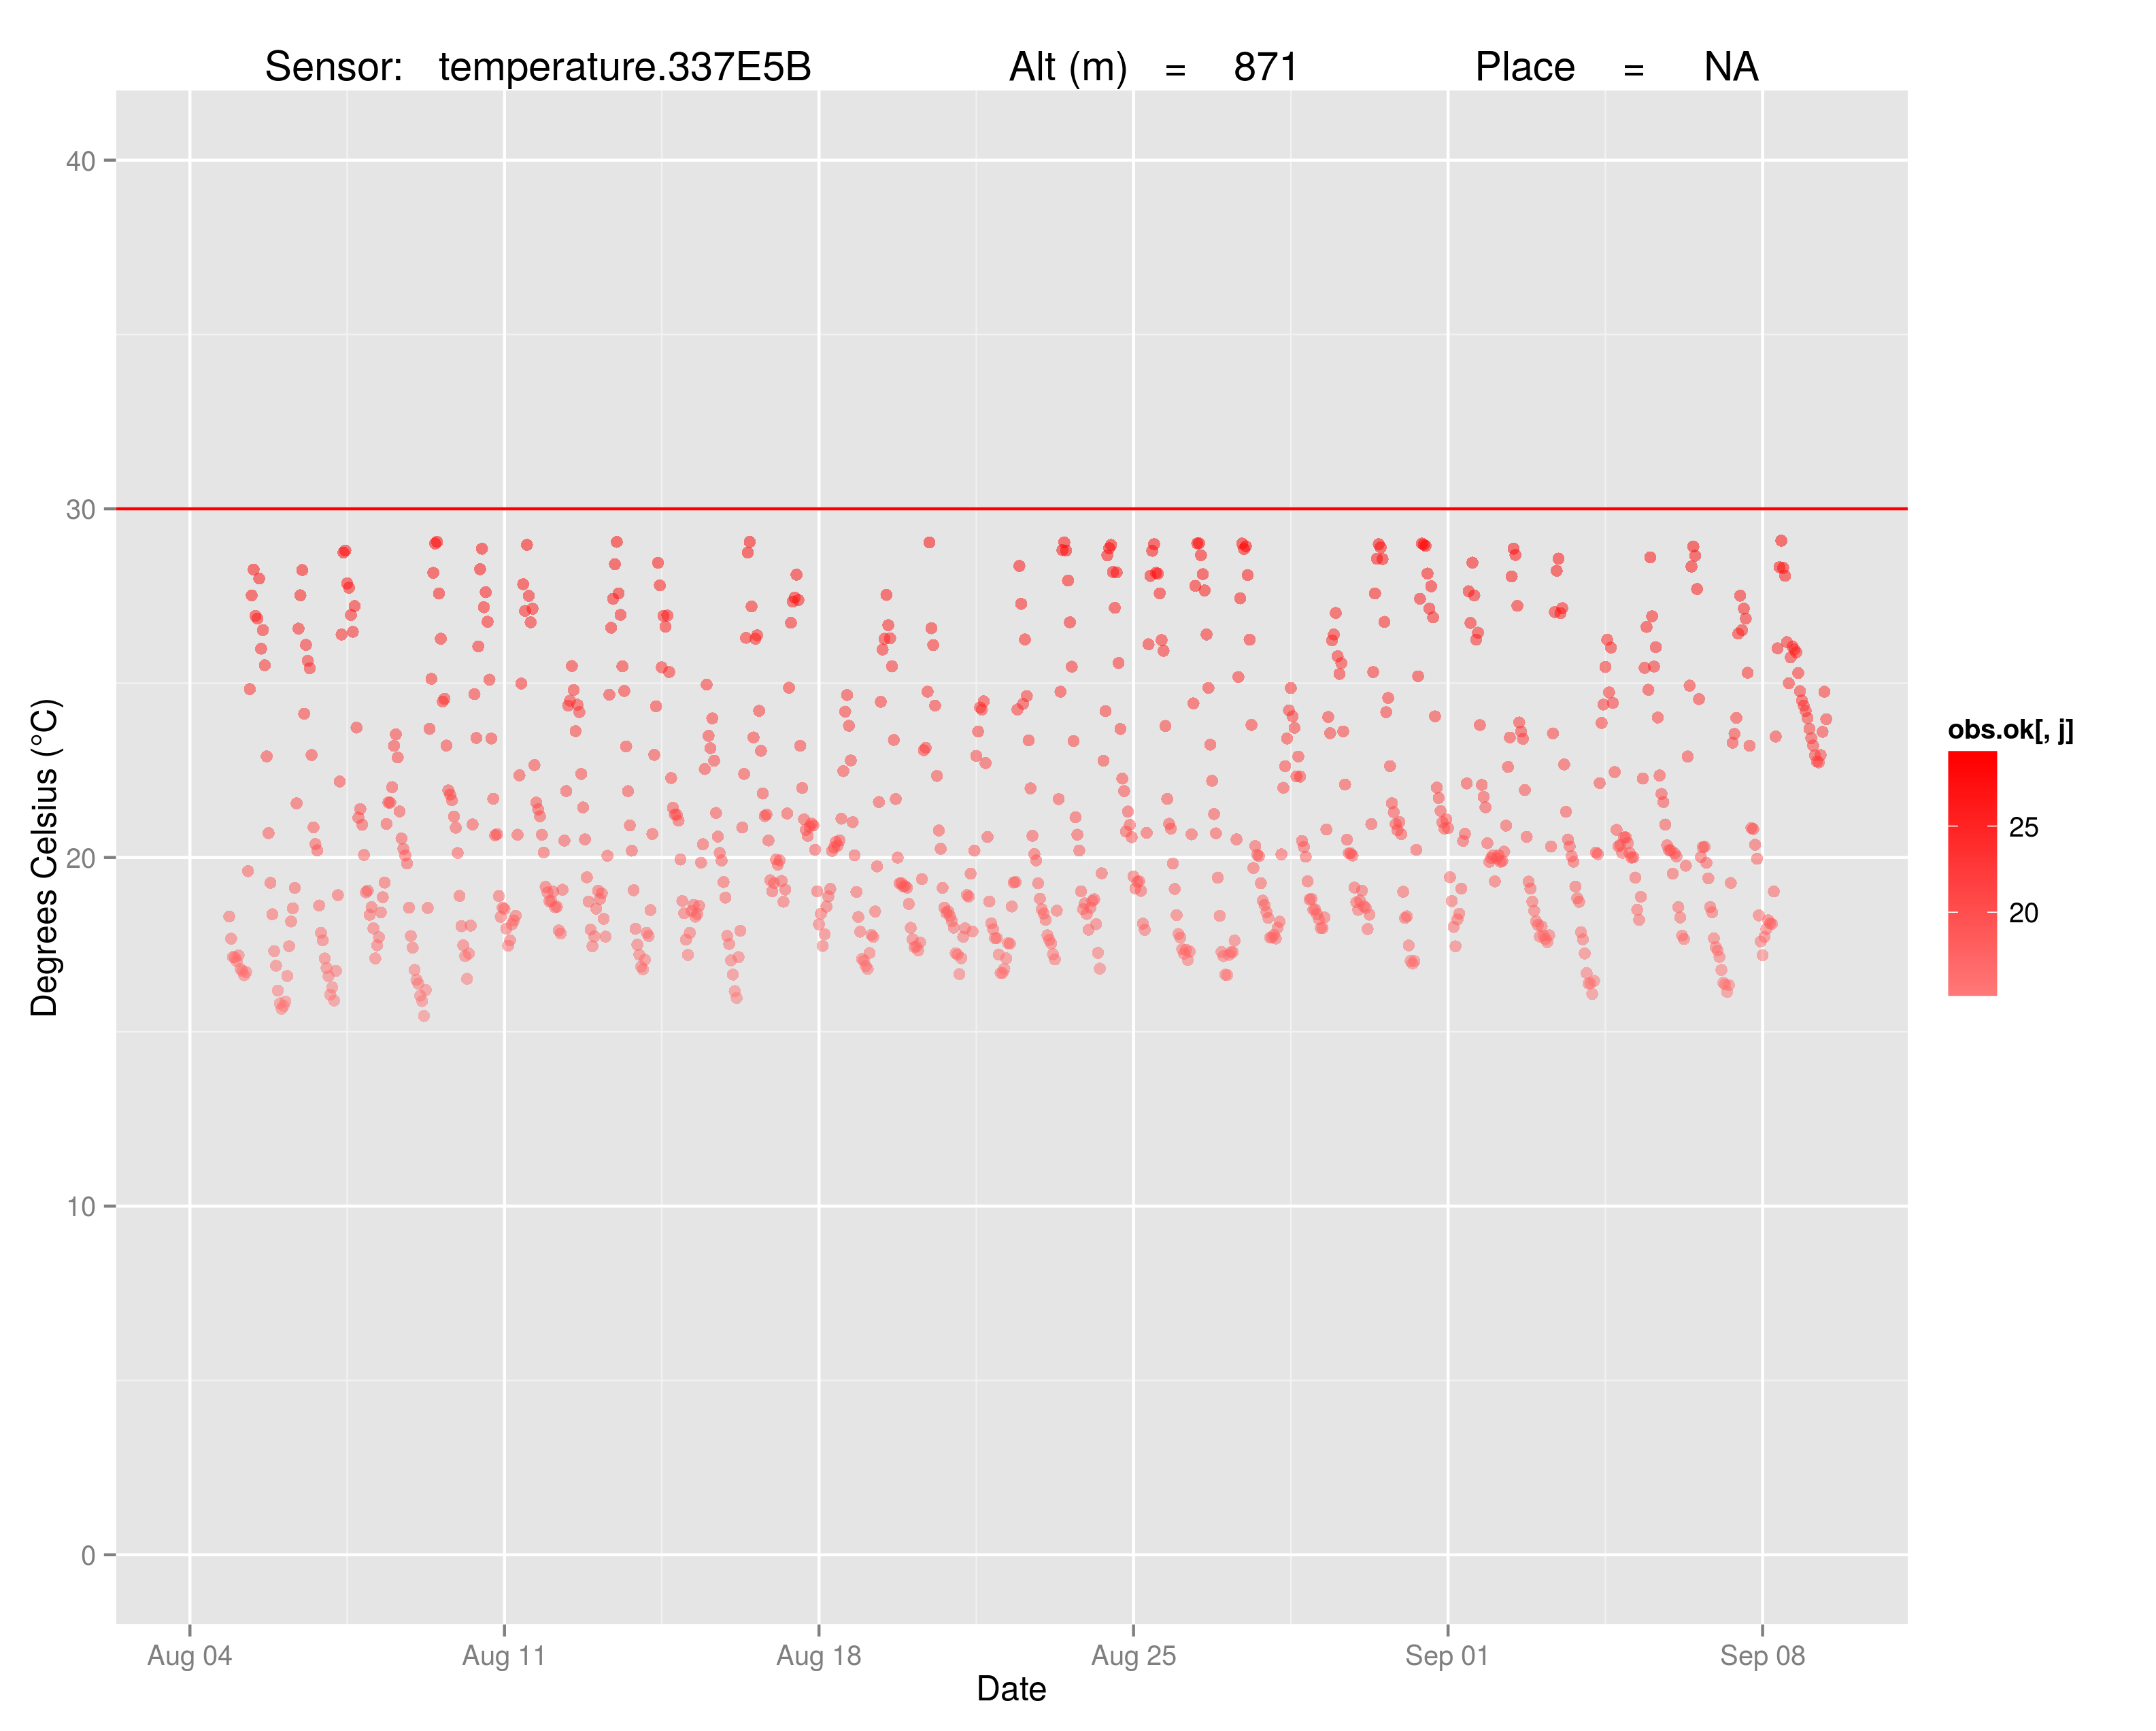 Sensor: temperature.337E5B Alt (m) = 871 Place = NA
40
30
20
10
0
Degrees Celsius (°C)
Aug 04 Aug 11 Aug 18 Aug 25 Sep 01 Sep 08
Date
obs.ok[, j]
25
20